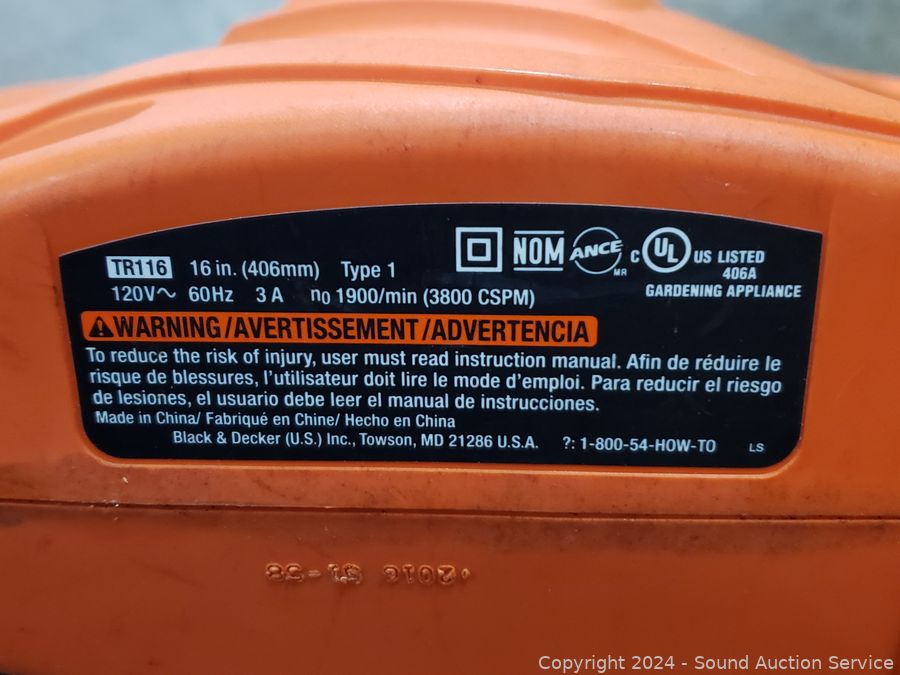 TR116 16 in. (406mm) Type 1
NOM ANCE MR C UL US LISTED
406A
120V~ 60Hz 3 A n0 1900/min (3800 CSPM)
GARDENING APPLIANCE
WARNING/AVERTISSEMENT/ADVERTENCIA
To reduce the risk of injury, user must read instruction manual. Afin de réduire le
risque de blessures, l'utilisateur doit lire le mode d'emploi. Para reducir el riesgo
de lesiones, el usuario debe leer el manual de instrucciones.
Made in China/ Fabriqué en Chine/ Hecho en China
Black & Decker (U.S.) Inc., Towson, MD 21286 U.S.A. ?: 1-800-54-HOW-TO LS
2016 51-58
Copyright 2024 - Sound Auction Service